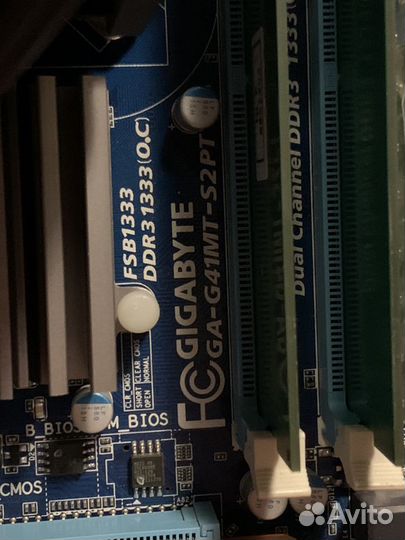 FSB1333
DDR3 1333(O.C)
GIGABYTE
GA-G41MT-S2PT
Dual Channel DDR3 1333(O.C
FC
CLR_CMOS
SHORT CLEAR CMOS
OPEN NORMAL
B_BIOS
M_BIOS
CMOS
Avito